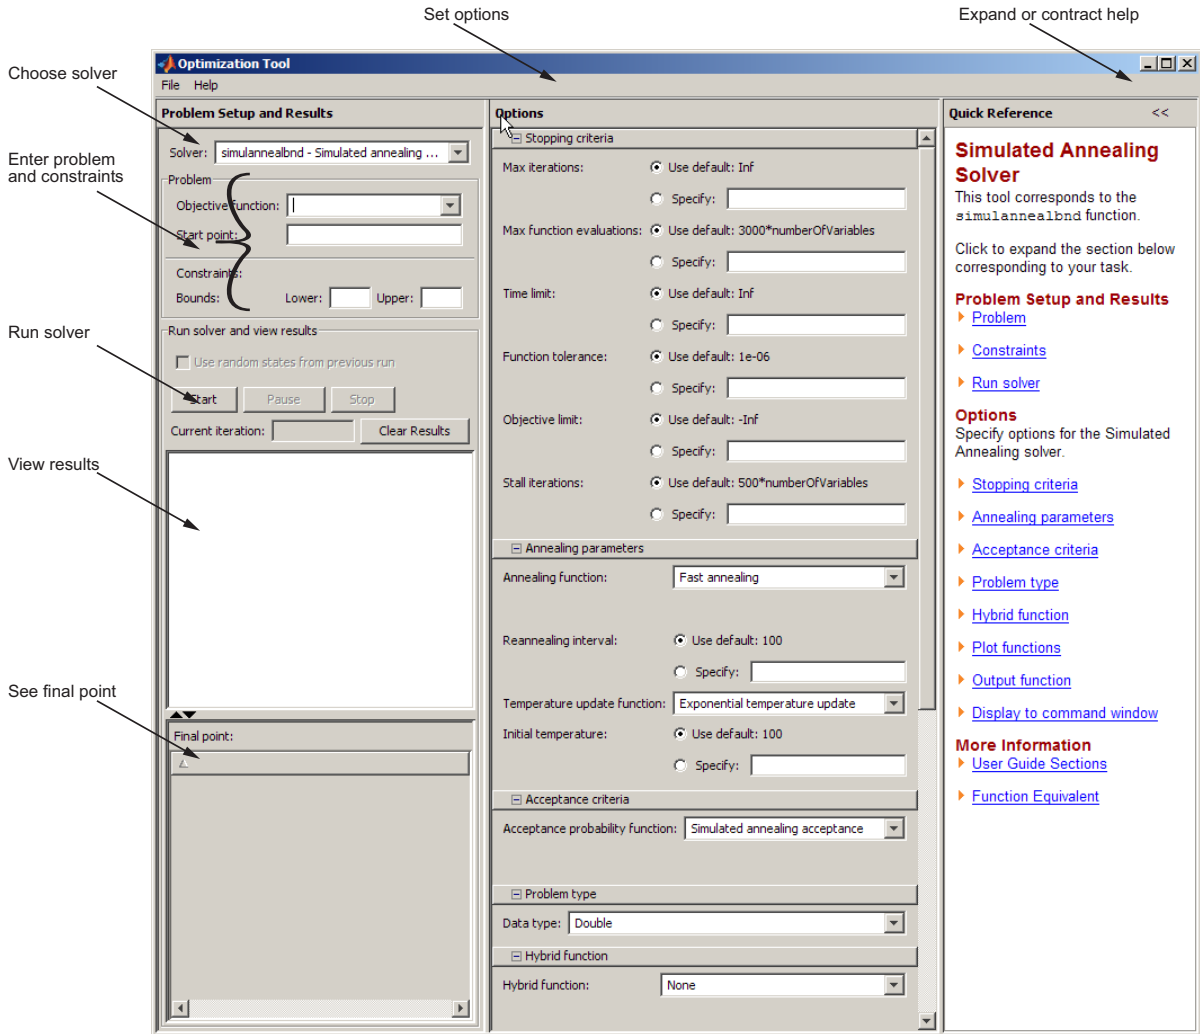 Set options
Expand or contract help
Choose solver
Enter problem
and constraints
Run solver
View results
See final point
Optimization Tool
File Help
Problem Setup and Results
Solver: simulannealbnd - Simulated annealing ...
Problem
Objective function:
Start point:
Constraints:
Bounds: Lower: Upper:
Run solver and view results
Use random states from previous run
Start Pause Stop
Current iteration: Clear Results
Final point:
Options
Stopping criteria
Max iterations: Use default: Inf
Specify:
Max function evaluations: Use default: 3000*numberOfVariables
Specify:
Time limit: Use default: Inf
Specify:
Function tolerance: Use default: 1e-06
Specify:
Objective limit: Use default: -Inf
Specify:
Stall iterations: Use default: 500*numberOfVariables
Specify:
Annealing parameters
Annealing function: Fast annealing
Reannealing interval: Use default: 100
Specify:
Temperature update function: Exponential temperature update
Initial temperature: Use default: 100
Specify:
Acceptance criteria
Acceptance probability function: Simulated annealing acceptance
Problem type
Data type: Double
Hybrid function
Hybrid function: None
Quick Reference <<
Simulated Annealing
Solver
This tool corresponds to the
simulannealbnd function.
Click to expand the section below
corresponding to your task.
Problem Setup and Results
Problem
Constraints
Run solver
Options
Specify options for the Simulated
Annealing solver.
Stopping criteria
Annealing parameters
Acceptance criteria
Problem type
Hybrid function
Plot functions
Output function
Display to command window
More Information
User Guide Sections
Function Equivalent